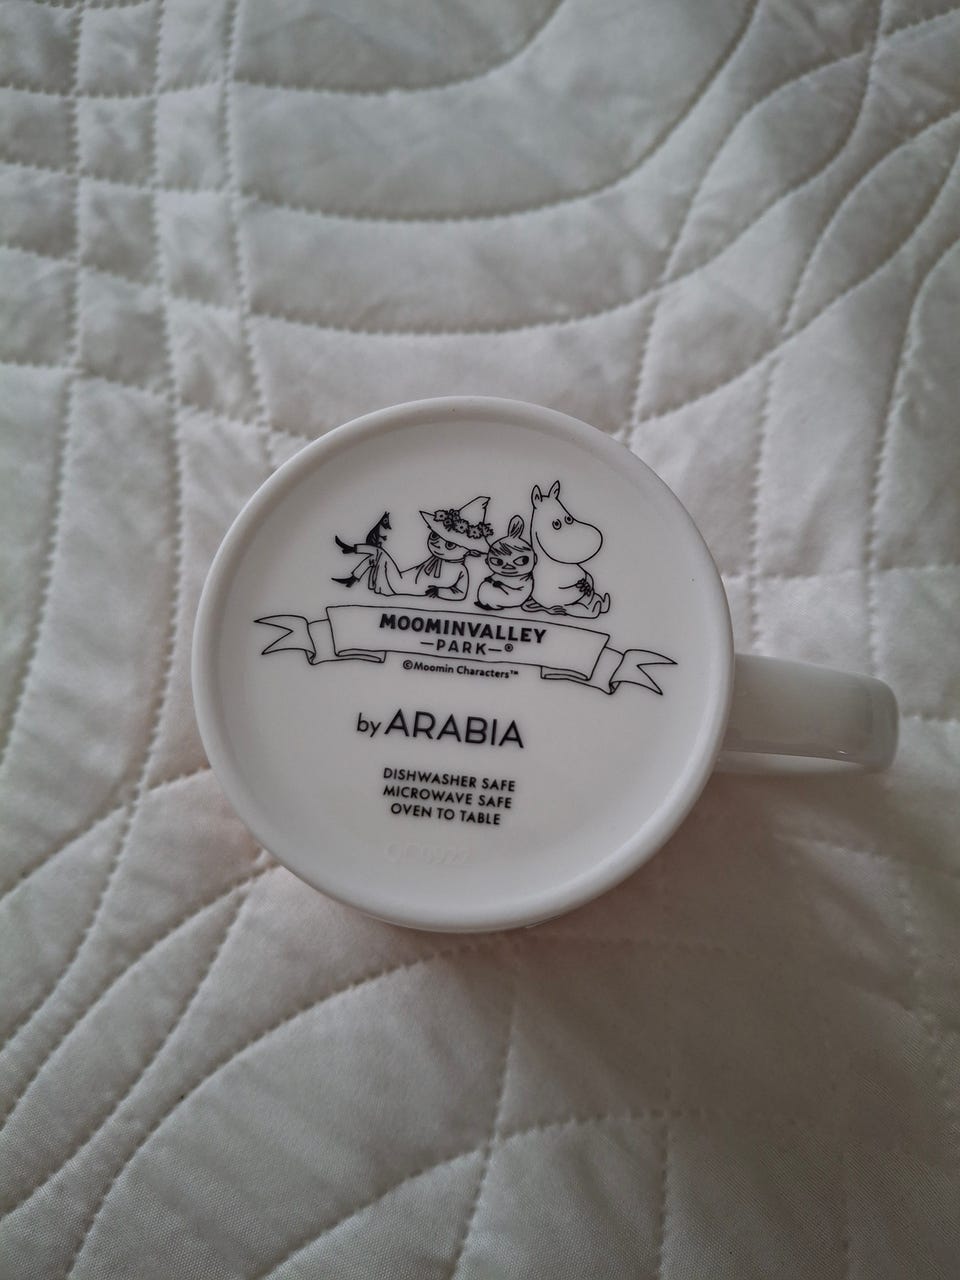 MOOMINVALLEY
—PARK—®
©Moomin Characters™
by ARABIA
DISHWASHER SAFE
MICROWAVE SAFE
OVEN TO TABLE